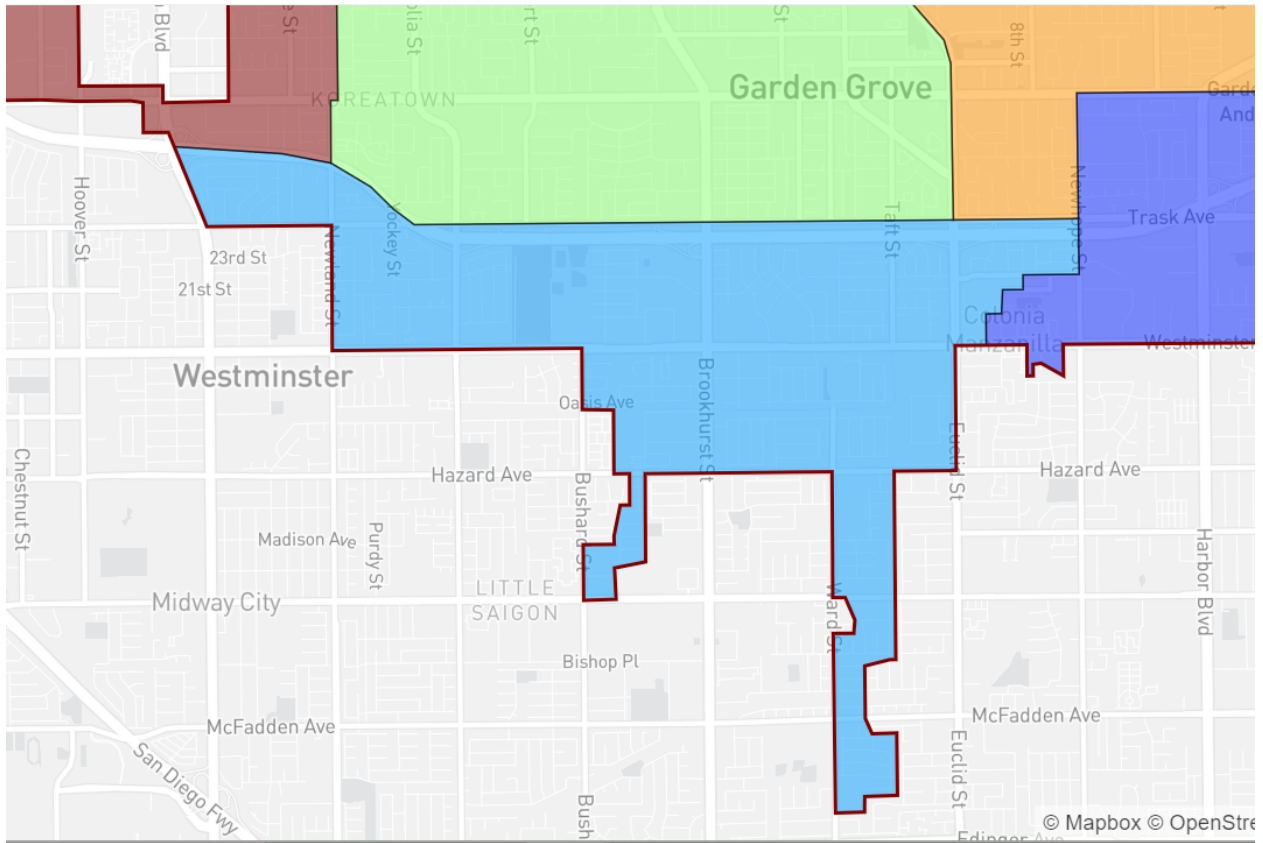 Blvd
e St
olia St
rt St
St
8th St
KOREATOWN
Garden Grove
Garde
And
Hoover St
Newland St
Yockey St
Taft St
Newhope St
Trask Ave
23rd St
21st St
Colonia
Manzanilla
Westminster
Westminster
Brookhurst St
Oasis Ave
Chestnut St
Hazard Ave
Bushard St
Euclid St
Hazard Ave
Madison Ave
Purdy St
Harbor Blvd
LITTLE
SAIGON
Midway City
Ward St
Bishop Pl
McFadden Ave
McFadden Ave
San Diego Fwy
Euclid St
Bush
© Mapbox © OpenStre
Edinger Ave